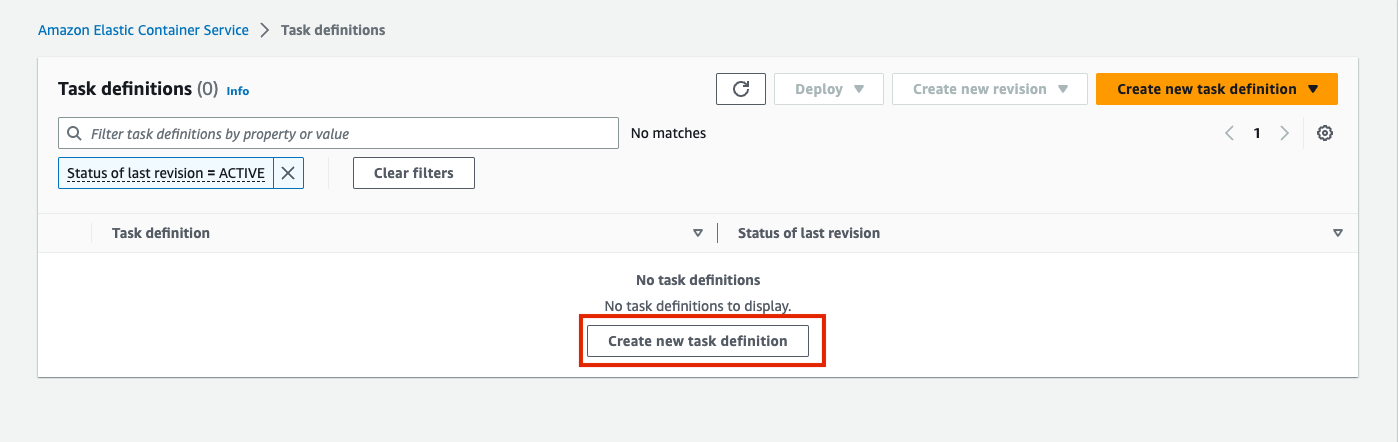 Amazon Elastic Container Service > Task definitions
Task definitions (0) Info
Deploy
Create new revision
Create new task definition
Filter task definitions by property or value
No matches
1
Status of last revision = ACTIVE
Clear filters
Task definition
Status of last revision
No task definitions
No task definitions to display.
Create new task definition